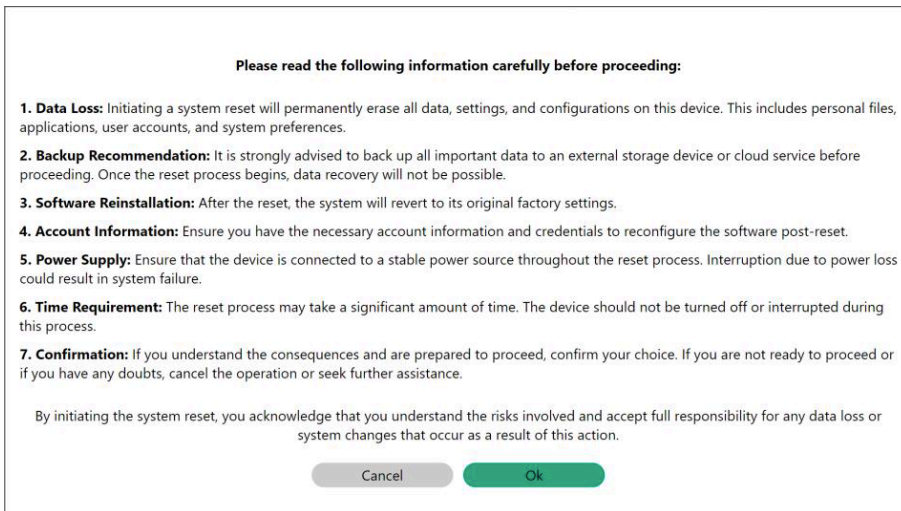 Please read the following information carefully before proceeding:
1. Data Loss: Initiating a system reset will permanently erase all data, settings, and configurations on this device. This includes personal files,
applications, user accounts, and system preferences.
2. Backup Recommendation: It is strongly advised to back up all important data to an external storage device or cloud service before
proceeding. Once the reset process begins, data recovery will not be possible.
3. Software Reinstallation: After the reset, the system will revert to its original factory settings.
4. Account Information: Ensure you have the necessary account information and credentials to reconfigure the software post-reset.
5. Power Supply: Ensure that the device is connected to a stable power source throughout the reset process. Interruption due to power loss
could result in system failure.
6. Time Requirement: The reset process may take a significant amount of time. The device should not be turned off or interrupted during
this process.
7. Confirmation: If you understand the consequences and are prepared to proceed, confirm your choice. If you are not ready to proceed or
if you have any doubts, cancel the operation or seek further assistance.
By initiating the system reset, you acknowledge that you understand the risks involved and accept full responsibility for any data loss or
system changes that occur as a result of this action.
Cancel Ok